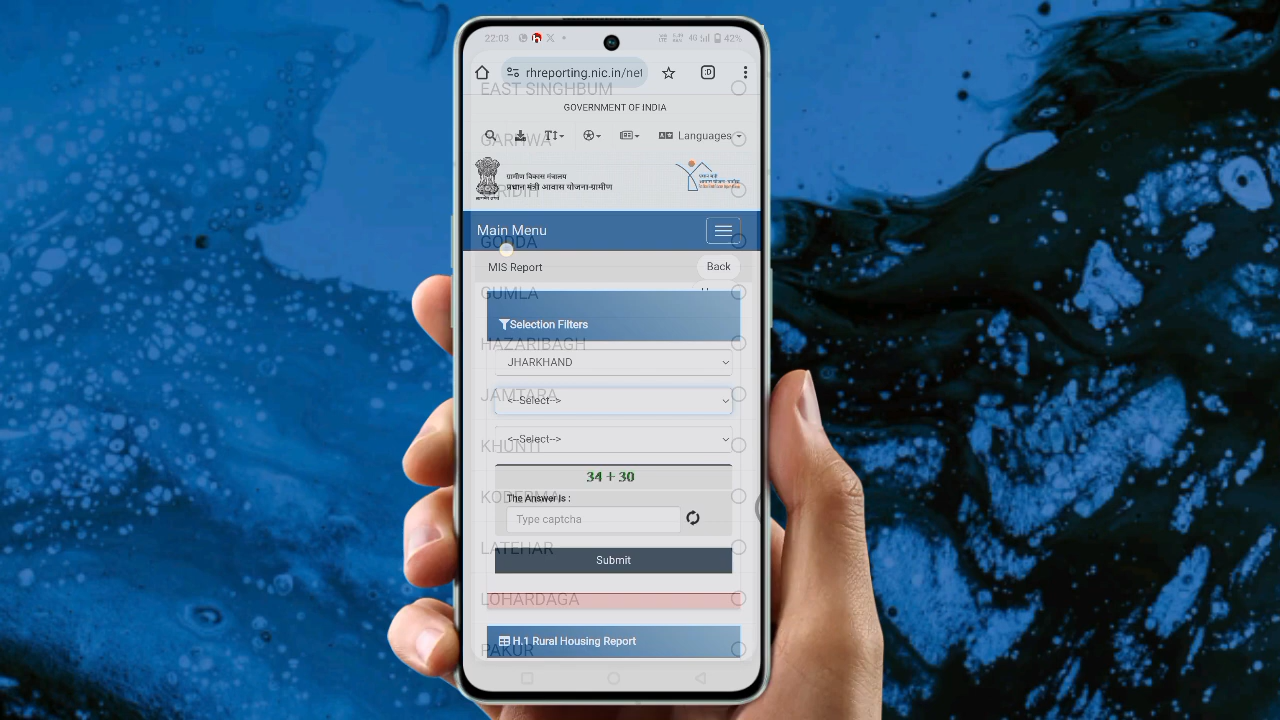 22:03
4G
42%
rhreporting.nic.in/net
:D
EAST SINGHBUM
GOVERNMENT OF INDIA
GARHWA
Languages
ग्रामीण विकास मंत्रालय
प्रधान मंत्री आवास योजना-ग्रामीण
GIRIDIH
Main Menu
GODDA
MIS Report
Back
GUMLA
Selection Filters
HAZARIBAGH
JHARKHAND
JAMTARA
<--Select-->
<--Select-->
KHUNTI
34 + 30
KODERMA
The Answer is :
Type captcha
LATEHAR
Submit
LOHARDAGA
H.1 Rural Housing Report
PAKUR